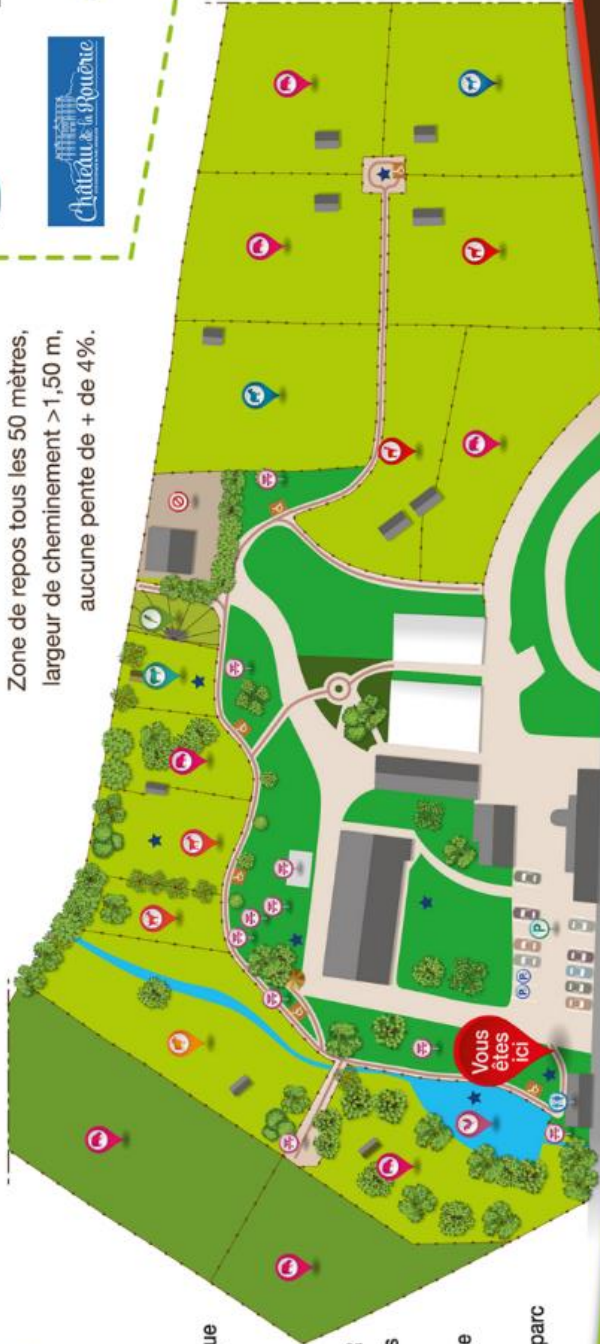 Zone de repos tous les 50 mètres,
largeur de cheminement >1,50 m,
aucune pente de + de 4%.
Château de la Rouërie
Vous
êtes
ici
P
P P
ue
s
e
parc